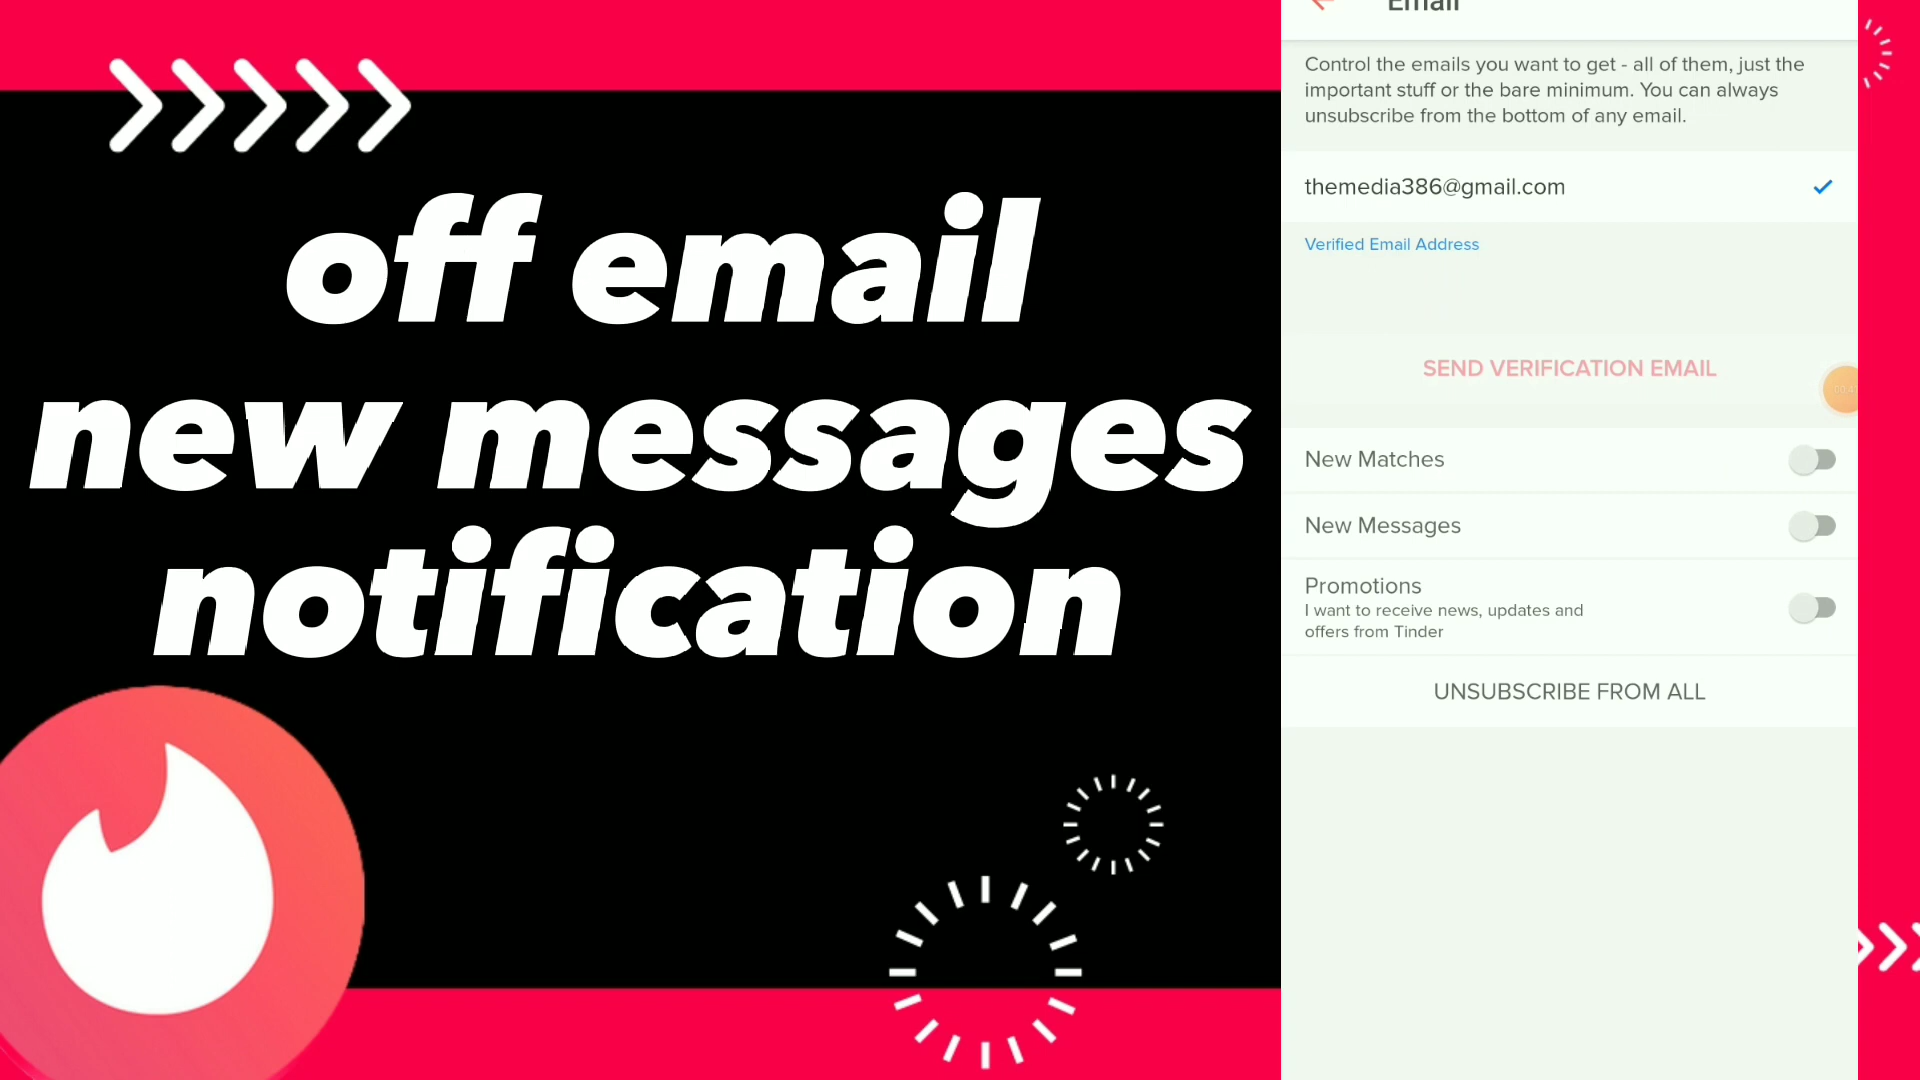 off email
new messages
notification
Email
Control the emails you want to get - all of them, just the
important stuff or the bare minimum. You can always
unsubscribe from the bottom of any email.
themedia386@gmail.com
Verified Email Address
SEND VERIFICATION EMAIL
New Matches
New Messages
Promotions
I want to receive news, updates and
offers from Tinder
UNSUBSCRIBE FROM ALL